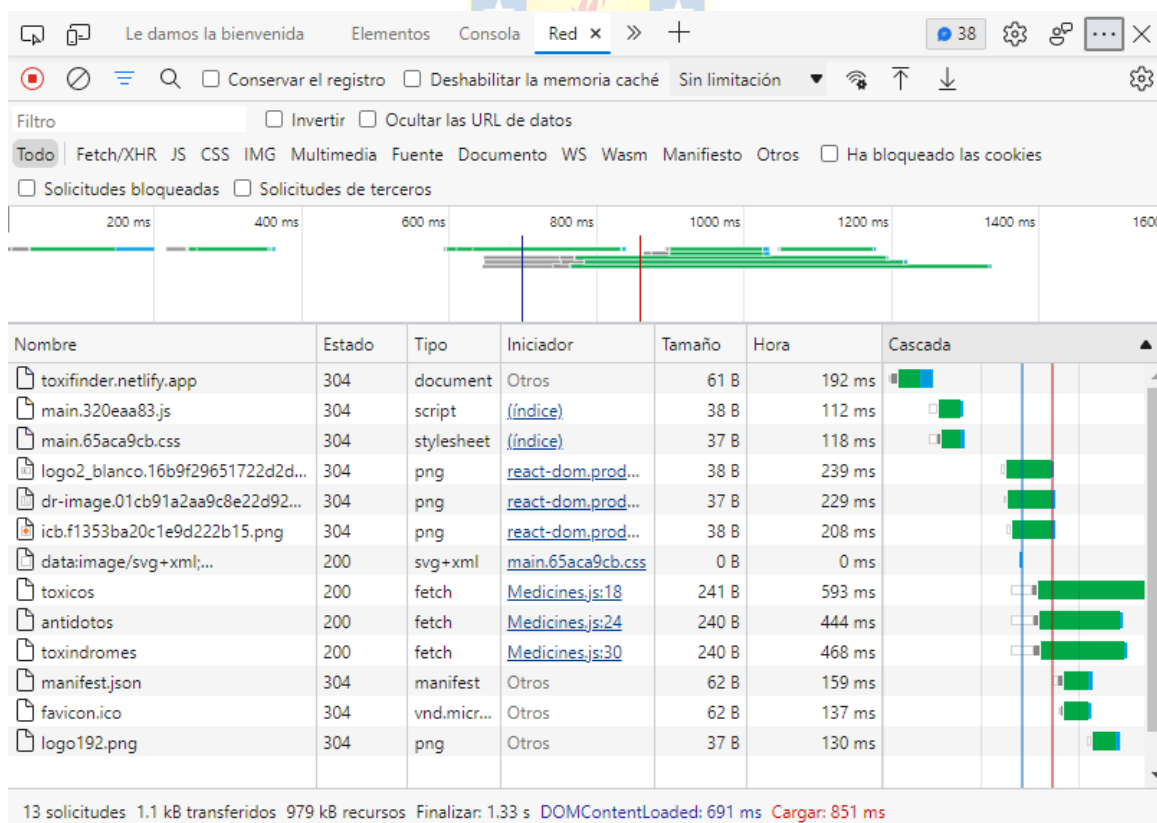 Le damos la bienvenida Elementos Consola Red × » + 38 ··· ×
Conservar el registro Deshabilitar la memoria caché Sin limitación
Filtro Invertir Ocultar las URL de datos
Todo Fetch/XHR JS CSS IMG Multimedia Fuente Documento WS Wasm Manifiesto Otros Ha bloqueado las cookies
Solicitudes bloqueadas Solicitudes de terceros
200 ms 400 ms 600 ms 800 ms 1000 ms 1200 ms 1400 ms 1600
Nombre Estado Tipo Iniciador Tamaño Hora Cascada
toxifinder.netlify.app 304 document Otros 61 B 192 ms
main.320eaa83.js 304 script (índice) 38 B 112 ms
main.65aca9cb.css 304 stylesheet (índice) 37 B 118 ms
logo2_blanco.16b9f29651722d2d... 304 png react-dom.prod... 38 B 239 ms
dr-image.01cb91a2aa9c8e22d92... 304 png react-dom.prod... 37 B 229 ms
icb.f1353ba20c1e9d222b15.png 304 png react-dom.prod... 38 B 208 ms
data:image/svg+xml;... 200 svg+xml main.65aca9cb.css 0 B 0 ms
toxicos 200 fetch Medicines.js:18 241 B 593 ms
antidotos 200 fetch Medicines.js:24 240 B 444 ms
toxindromes 200 fetch Medicines.js:30 240 B 468 ms
manifest.json 304 manifest Otros 62 B 159 ms
favicon.ico 304 vnd.micr... Otros 62 B 137 ms
logo192.png 304 png Otros 37 B 130 ms
13 solicitudes 1.1 kB transferidos 979 kB recursos Finalizar: 1.33 s DOMContentLoaded: 691 ms Cargar: 851 ms